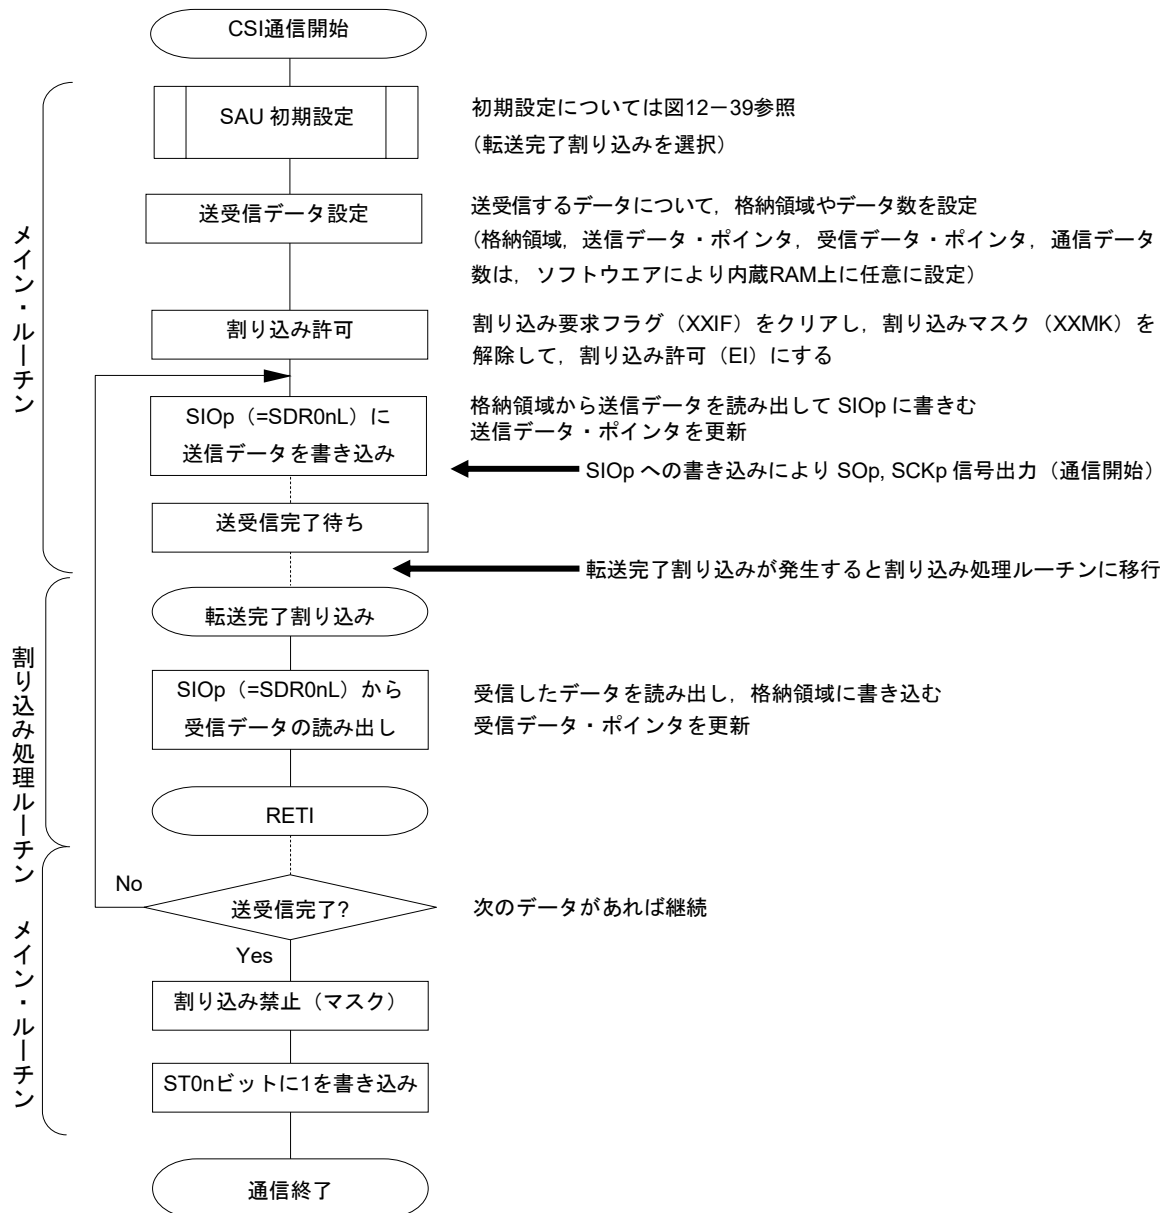 CSI通信開始
SAU 初期設定
初期設定については図12－39参照
（転送完了割り込みを選択）
送受信データ設定
送受信するデータについて，格納領域やデータ数を設定
（格納領域，送信データ・ポインタ，受信データ・ポインタ，通信データ
数は，ソフトウエアにより内蔵RAM上に任意に設定）
メイン・ルーチン
割り込み許可
割り込み要求フラグ（XXIF）をクリアし，割り込みマスク（XXMK）を
解除して，割り込み許可（EI）にする
SIOp（=SDR0nL）に
送信データを書き込み
格納領域から送信データを読み出して SIOp に書きむ
送信データ・ポインタを更新
SIOp への書き込みにより SOp, SCKp 信号出力（通信開始）
送受信完了待ち
転送完了割り込みが発生すると割り込み処理ルーチンに移行
転送完了割り込み
割り込み処理ルーチン
SIOp（=SDR0nL）から
受信データの読み出し
受信したデータを読み出し，格納領域に書き込む
受信データ・ポインタを更新
RETI
No
送受信完了?
次のデータがあれば継続
Yes
メイン・ルーチン
割り込み禁止（マスク）
ST0nビットに1を書き込み
通信終了